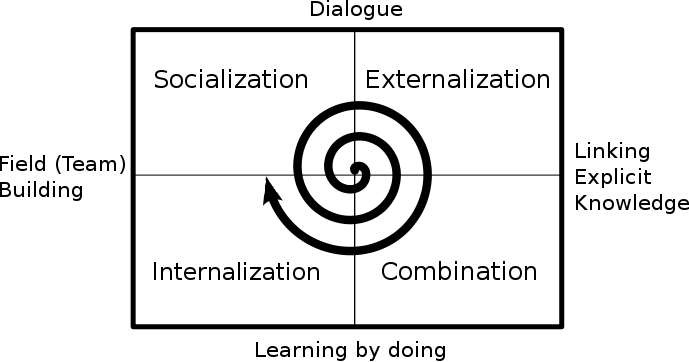 Dialogue
Socialization
Externalization
Field (Team)
Building
Linking
Explicit
Knowledge
Internalization
Combination
Learning by doing